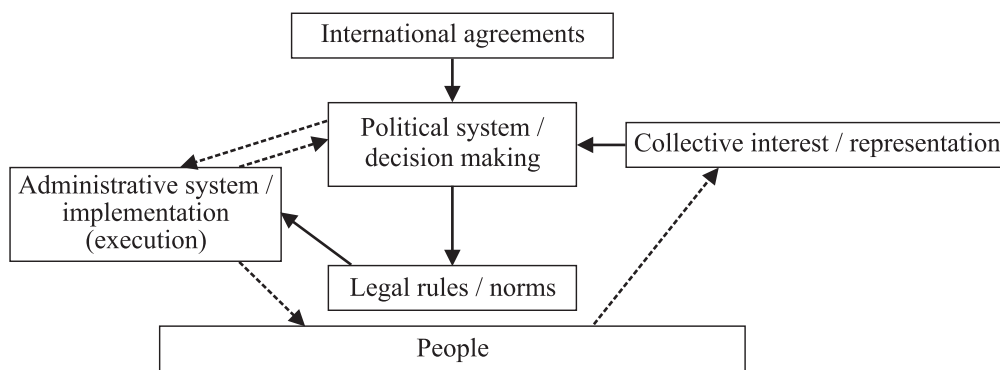 International agreements
Political system /
decision making
Collective interest / representation
Administrative system /
implementation
(execution)
Legal rules / norms
People